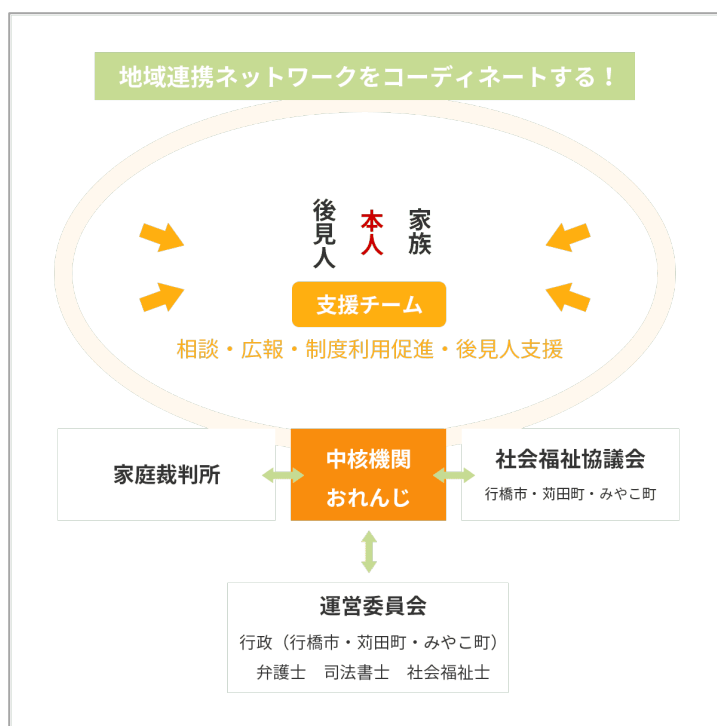 地域連携ネットワークをコーディネートする！
後見人
本人
家族
支援チーム
相談・広報・制度利用促進・後見人支援
家庭裁判所
中核機関
おれんじ
社会福祉協議会
行橋市・苅田町・みやこ町
運営委員会
行政（行橋市・苅田町・みやこ町）
弁護士　司法書士　社会福祉士